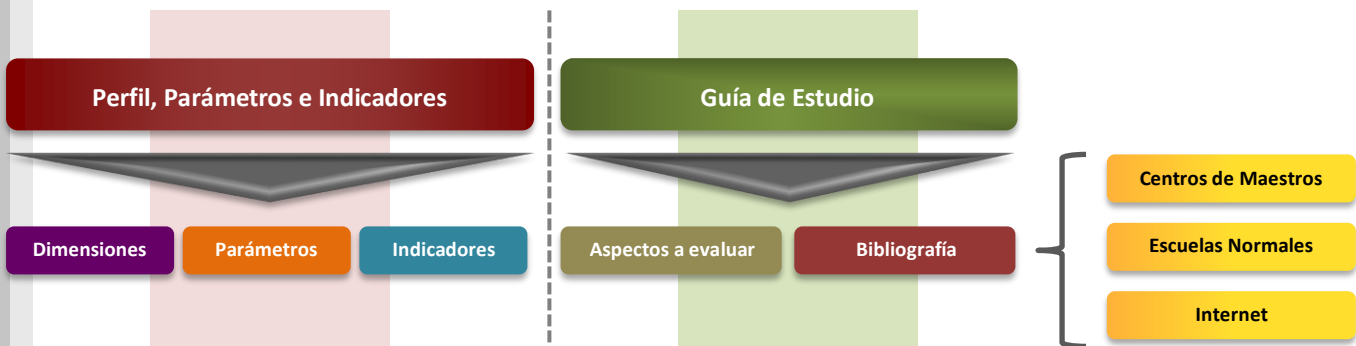 Perfil, Parámetros e Indicadores
Guía de Estudio
Dimensiones
Parámetros
Indicadores
Aspectos a evaluar
Bibliografía
Centros de Maestros
Escuelas Normales
Internet